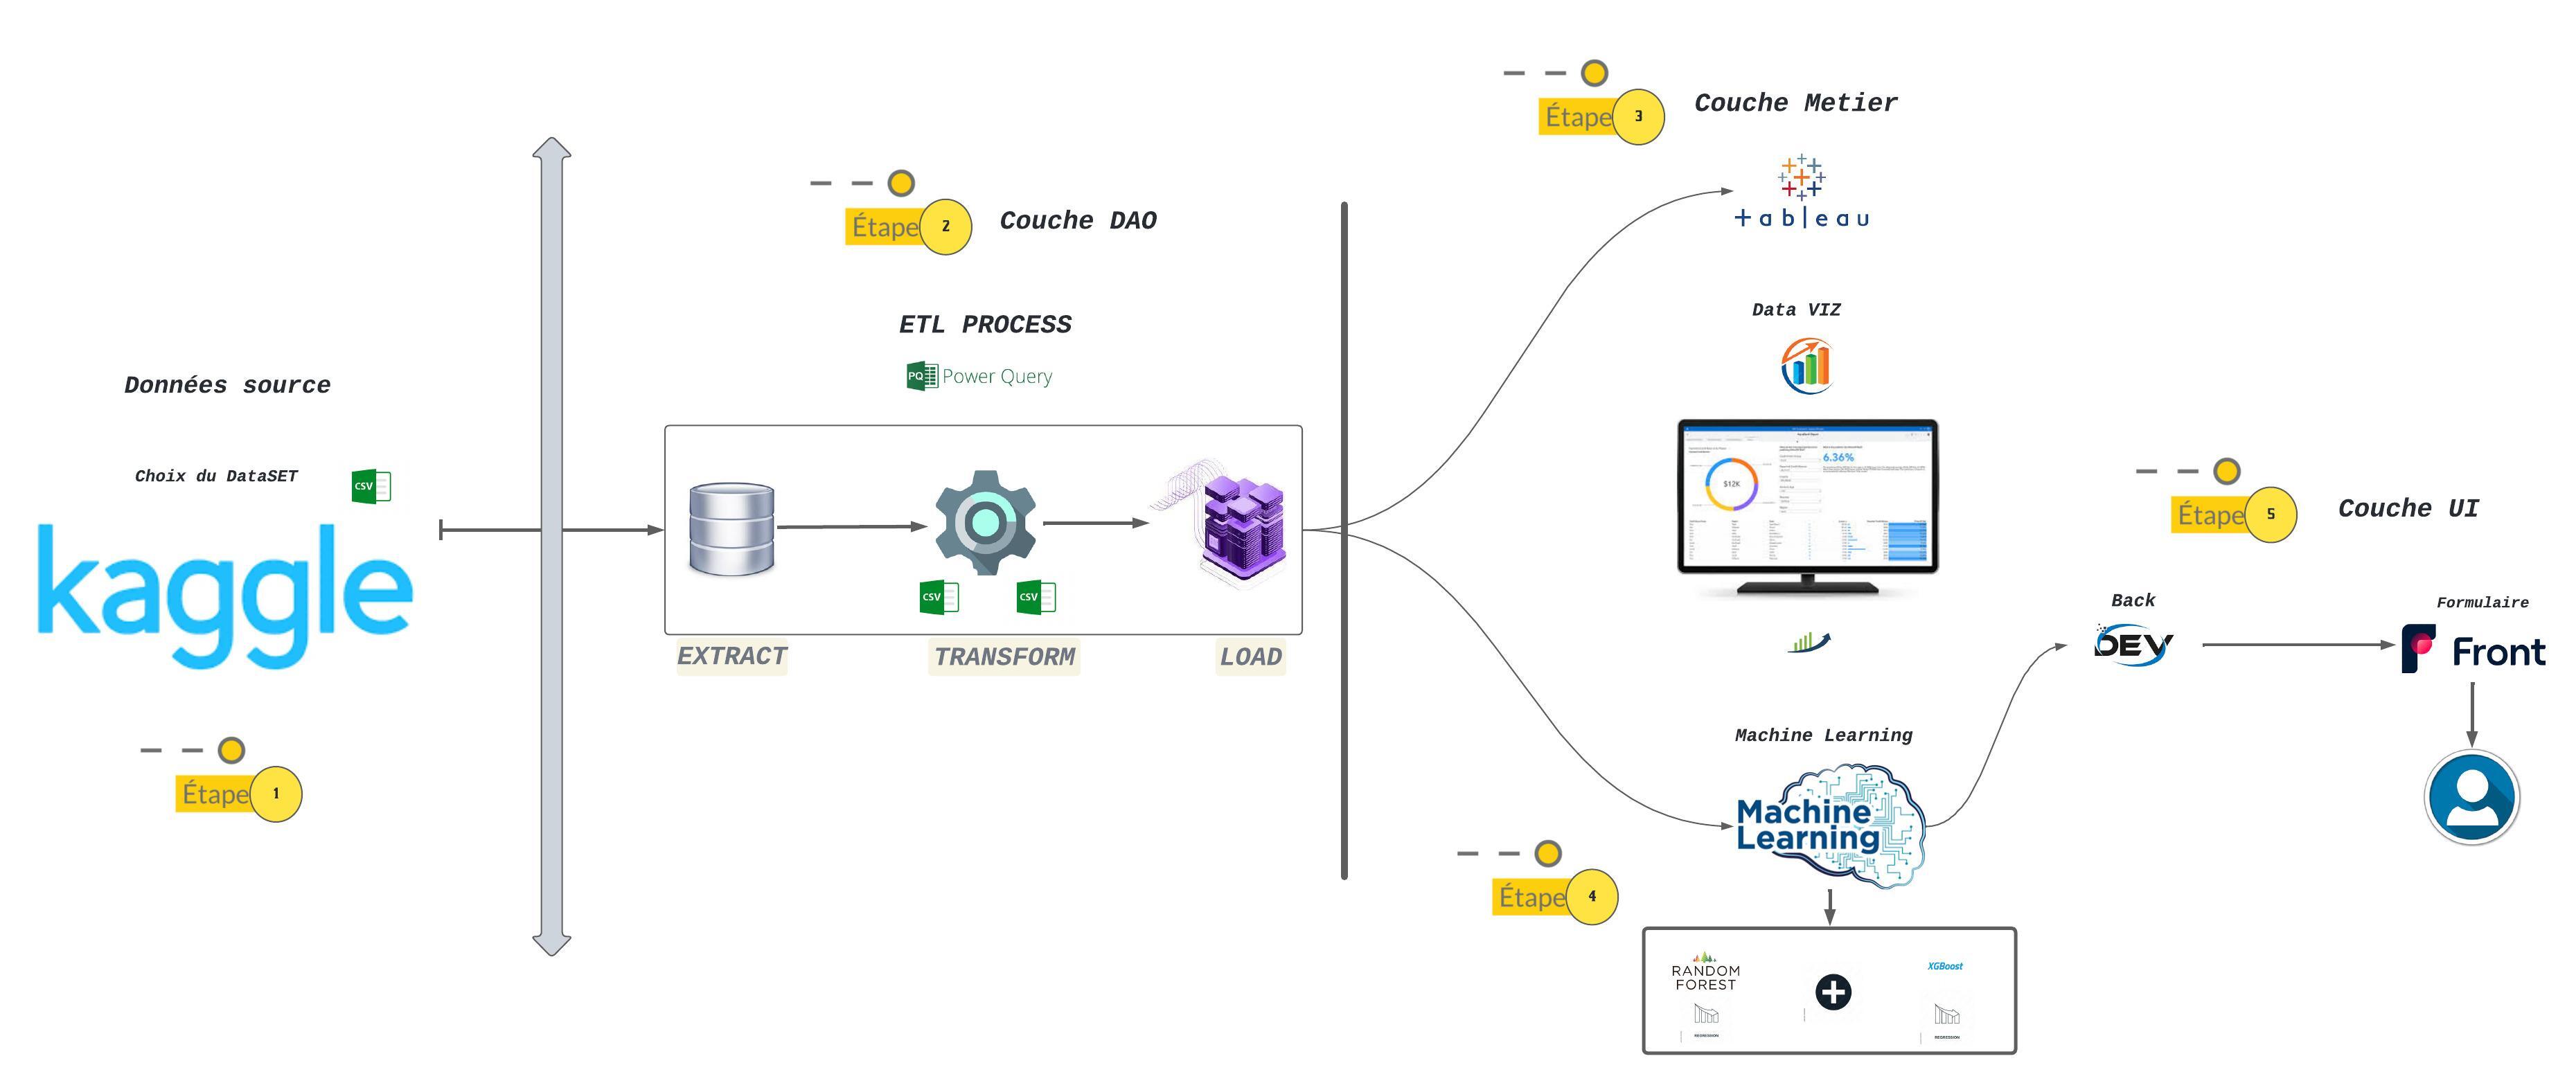 Données source
Choix du DataSET
CSV
kaggle
Étape 1
Étape 2
Couche DAO
ETL PROCESS
PQ Power Query
CSV
CSV
EXTRACT
TRANSFORM
LOAD
Étape 3
Couche Metier
+ a b l e a u
Data VIZ
$12K
6.36%
Machine Learning
Machine
Learning
Étape 4
RANDOM
FOREST
REGRESSION
XGBoost
REGRESSION
Étape 5
Couche UI
Back
DEV
Formulaire
Front